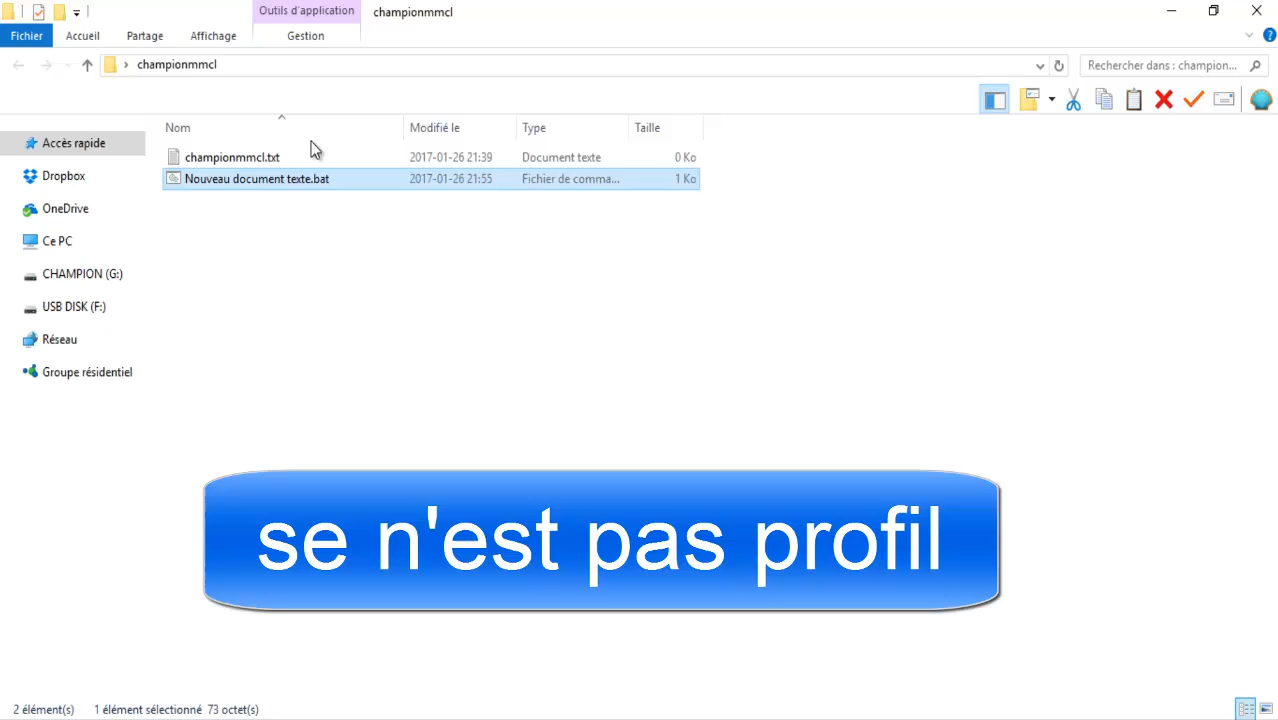 Outils d'application
championmmcl
Fichier
Accueil
Partage
Affichage
Gestion
championmmcl
Rechercher dans : champion...
Nom
Modifié le
Type
Taille
Accès rapide
Dropbox
OneDrive
Ce PC
CHAMPION (G:)
USB DISK (F:)
Réseau
Groupe résidentiel
championmmcl.txt 2017-01-26 21:39 Document texte 0 Ko
Nouveau document texte.bat 2017-01-26 21:55 Fichier de comma... 1 Ko
se n'est pas profil
2 élément(s) 1 élément sélectionné 73 octet(s)